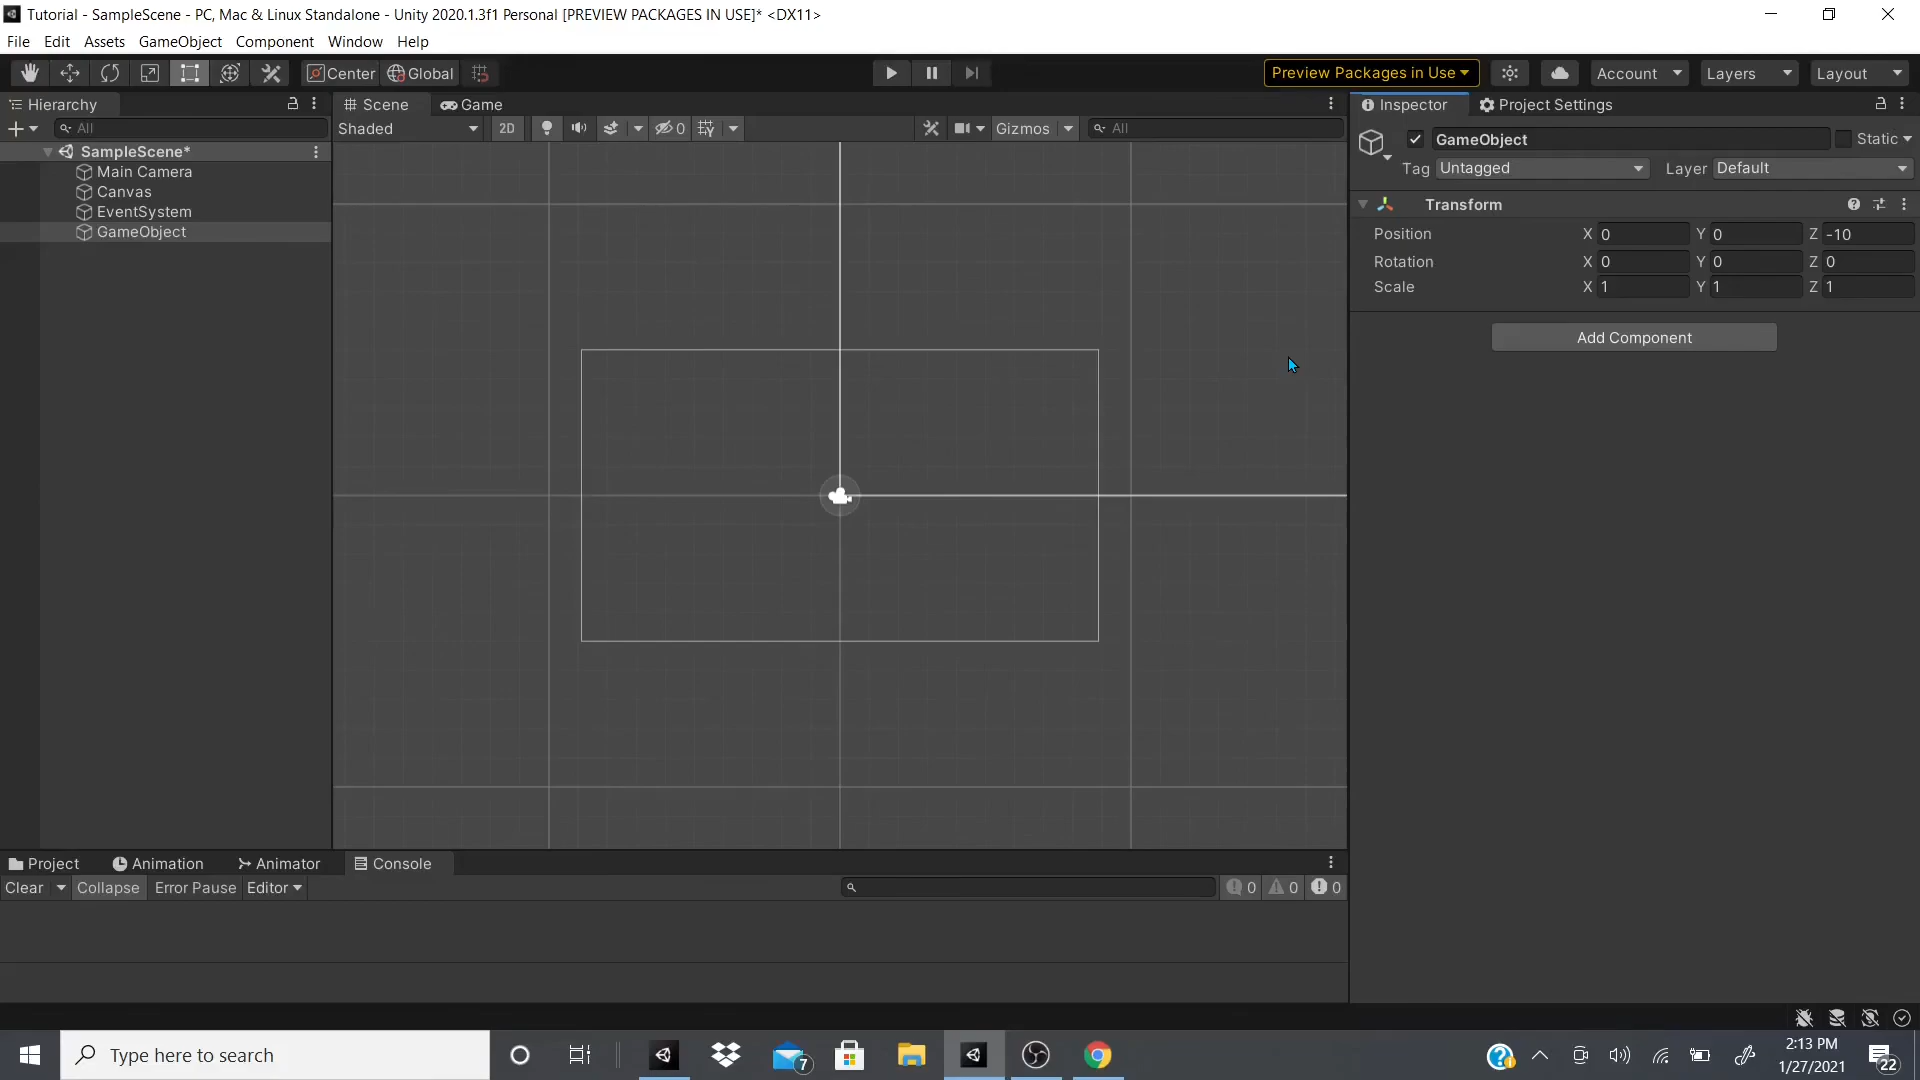 Tutorial - SampleScene - PC, Mac & Linux Standalone - Unity 2020.1.3f1 Personal [PREVIEW PACKAGES IN USE]* <DX11>
File Edit Assets GameObject Component Window Help
Center Global Preview Packages in Use Account Layers Layout
Hierarchy Scene Game Inspector Project Settings
All Shaded 2D 0 Gizmos All
GameObject Static
SampleScene*
Tag Untagged Layer Default
Main Camera
Canvas
EventSystem
GameObject
Transform
Position X 0 Y 0 Z -10
Rotation X 0 Y 0 Z 0
Scale X 1 Y 1 Z 1
Add Component
Project Animation Animator Console
Clear Collapse Error Pause Editor 0 0 0
Type here to search
7
2:13 PM
1/27/2021
22